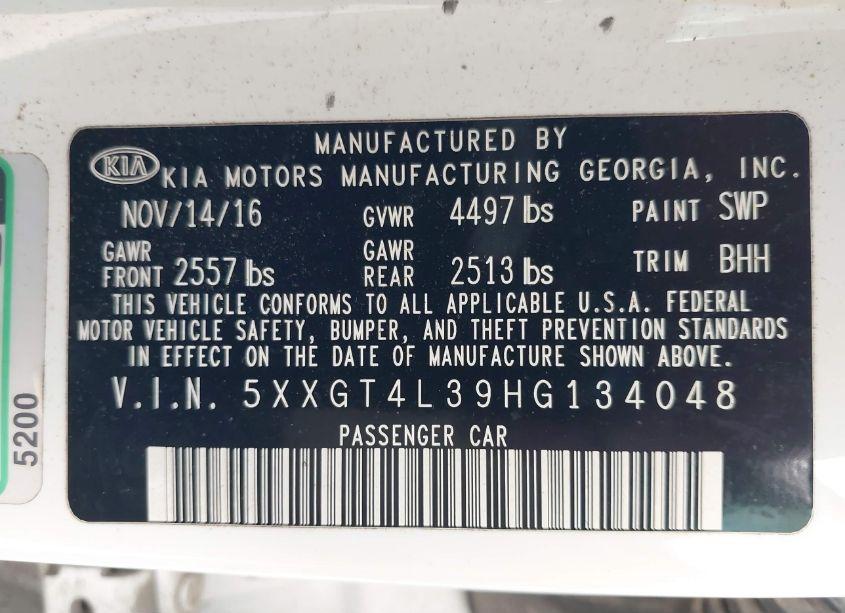 MANUFACTURED BY
KIA KIA MOTORS MANUFACTURING GEORGIA, INC.
NOV/14/16 GVWR 4497 lbs PAINT SWP
GAWR FRONT 2557 lbs GAWR REAR 2513 lbs TRIM BHH
THIS VEHICLE CONFORMS TO ALL APPLICABLE U.S.A. FEDERAL
MOTOR VEHICLE SAFETY, BUMPER, AND THEFT PREVENTION STANDARDS
IN EFFECT ON THE DATE OF MANUFACTURE SHOWN ABOVE.
V.I.N. 5XXGT4L39HG134048
PASSENGER CAR
5200